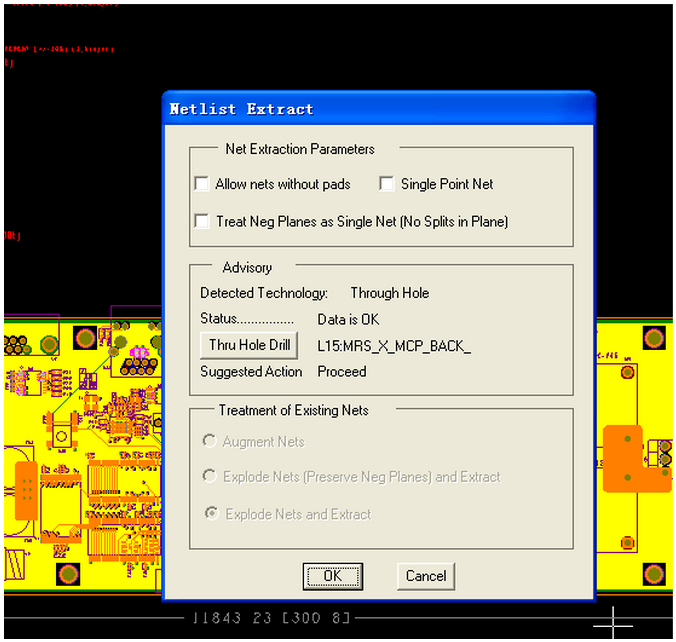 Netlist Extract
Net Extraction Parameters
Allow nets without pads
Single Point Net
Treat Neg Planes as Single Net (No Splits in Plane)
Advisory
Detected Technology: Through Hole
Status................ Data is OK
Thru Hole Drill L15:MRS_X_MCP_BACK_
Suggested Action Proceed
Treatment of Existing Nets
Augment Nets
Explode Nets (Preserve Neg Planes) and Extract
Explode Nets and Extract
OK
Cancel
11843 23 [300 8]